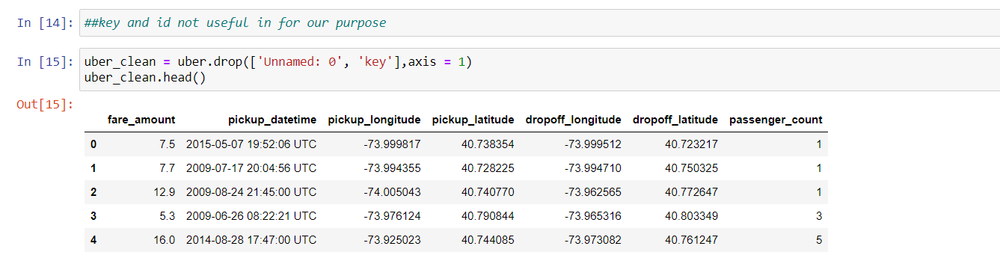 In [14]: ##key and id not useful in for our purpose
In [15]: uber_clean = uber.drop(['Unnamed: 0', 'key'],axis = 1)
uber_clean.head()
Out[15]:
fare_amount pickup_datetime pickup_longitude pickup_latitude dropoff_longitude dropoff_latitude passenger_count
0 7.5 2015-05-07 19:52:06 UTC -73.999817 40.738354 -73.999512 40.723217 1
1 7.7 2009-07-17 20:04:56 UTC -73.994355 40.728225 -73.994710 40.750325 1
2 12.9 2009-08-24 21:45:00 UTC -74.005043 40.740770 -73.962565 40.772647 1
3 5.3 2009-06-26 08:22:21 UTC -73.976124 40.790844 -73.965316 40.803349 3
4 16.0 2014-08-28 17:47:00 UTC -73.925023 40.744085 -73.973082 40.761247 5